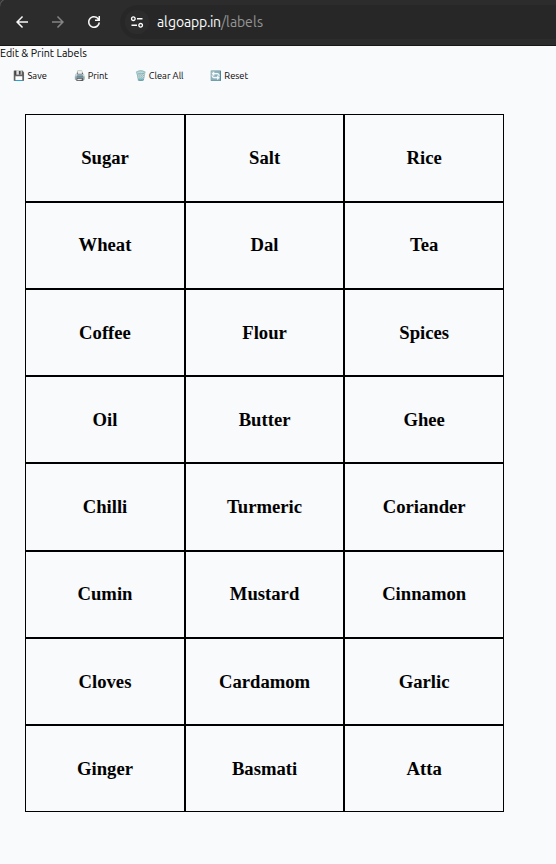 algoapp.in/labels
Edit & Print Labels
💾 Save 🖨️ Print 🗑️ Clear All 🔄 Reset
Sugar Salt Rice
Wheat Dal Tea
Coffee Flour Spices
Oil Butter Ghee
Chilli Turmeric Coriander
Cumin Mustard Cinnamon
Cloves Cardamom Garlic
Ginger Basmati Atta